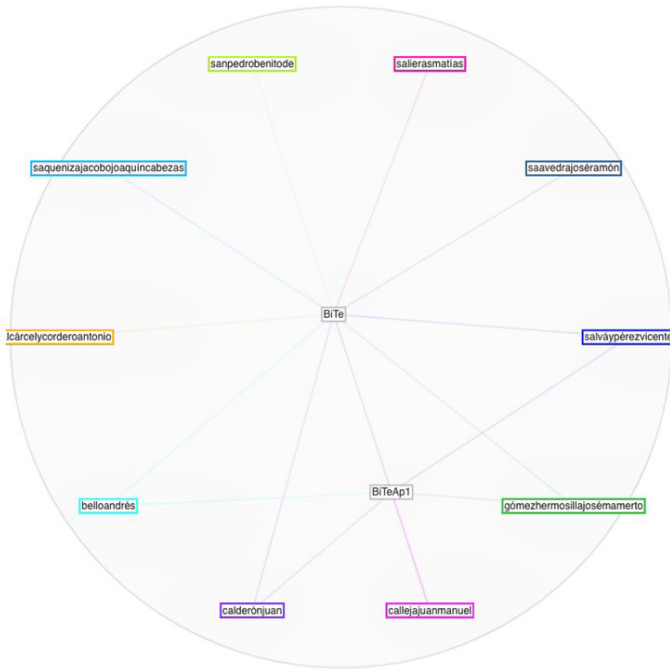 sanpedrobenitode
salierasmatías
saquenizajacobojoaquíncabezas
saavedrajoséramón
BiTe
lcárcelycorderoantonio
salváypérezvicente
BiTeAp1
belloandrés
gómezhermosillajosémamerto
calderónjuan
callejajuanmanuel